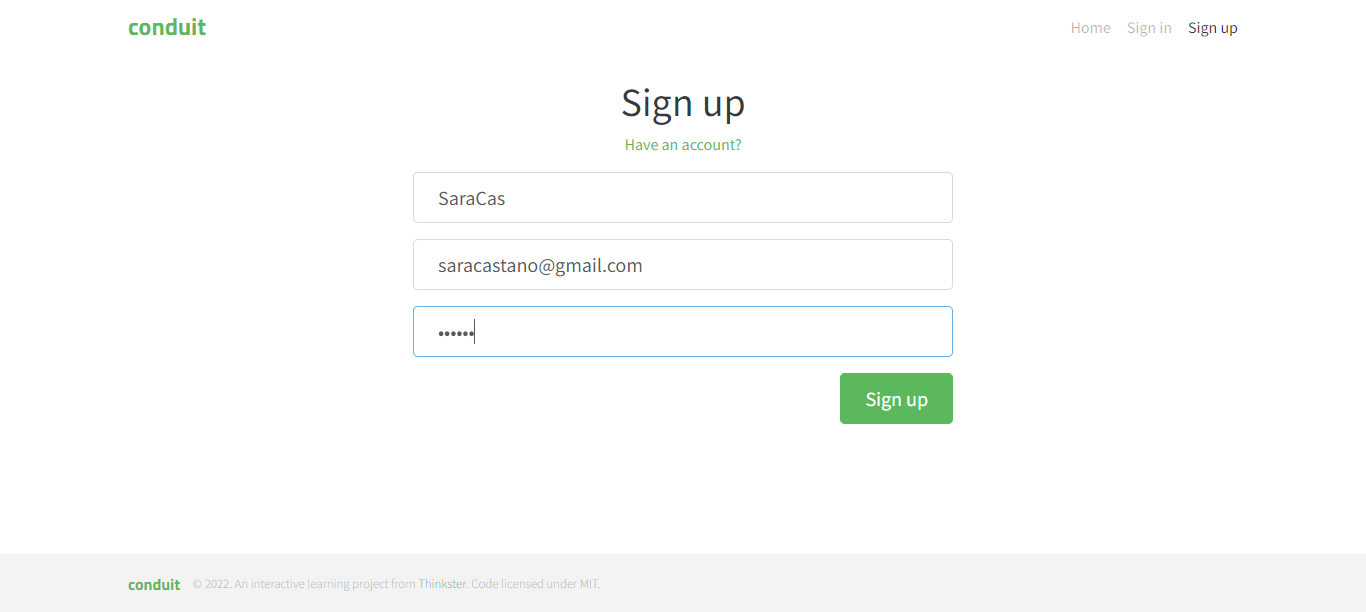 conduit
Home Sign in Sign up
Sign up
Have an account?
SaraCas
saracastano@gmail.com
••••••
Sign up
conduit © 2022. An interactive learning project from Thinkster. Code licensed under MIT.